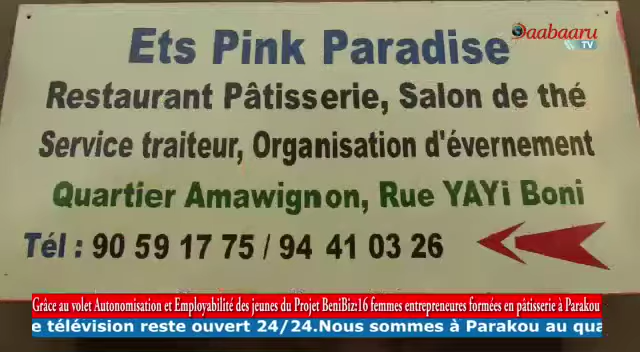 Daabaaru
TV
Ets Pink Paradise
Restaurant Pâtisserie, Salon de thé
Service traiteur, Organisation d'évernement
Quartier Amawignon, Rue YAYi Boni
Tél : 90 59 17 75 / 94 41 03 26
Grâce au volet Autonomisation et Employabilité des jeunes du Projet BeniBiz:16 femmes entrepreneures formées en pâtisserie à Parakou
e télévision reste ouvert 24/24.Nous sommes à Parakou au qua